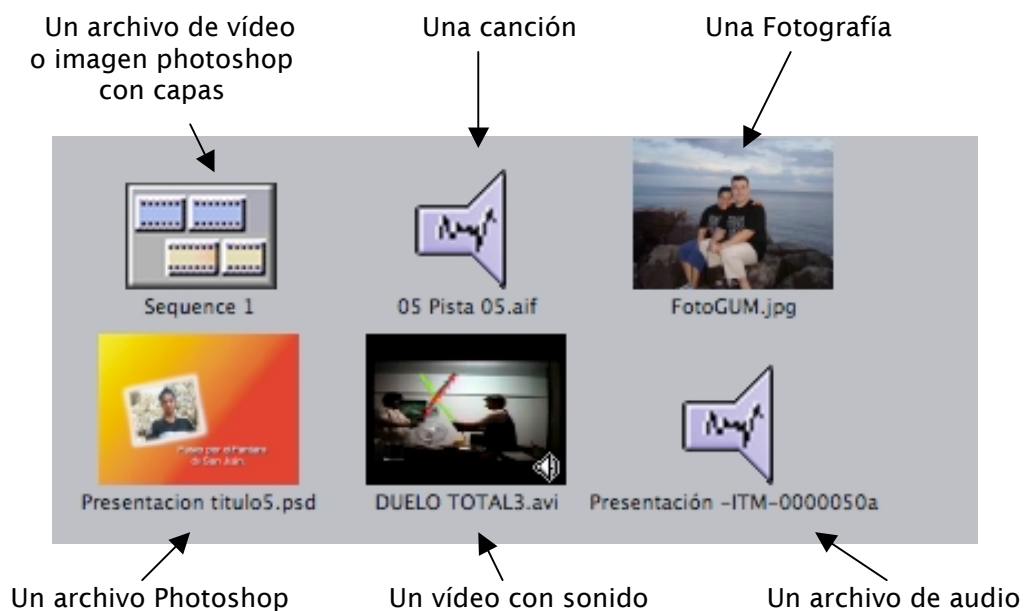 Un archivo de vídeo
o imagen photoshop
con capas
Una canción
Una Fotografía
Sequence 1
05 Pista 05.aif
FotoGUM.jpg
Presentacion titulo5.psd
DUELO TOTAL3.avi
Presentación -ITM-0000050a
Un archivo Photoshop
Un vídeo con sonido
Un archivo de audio